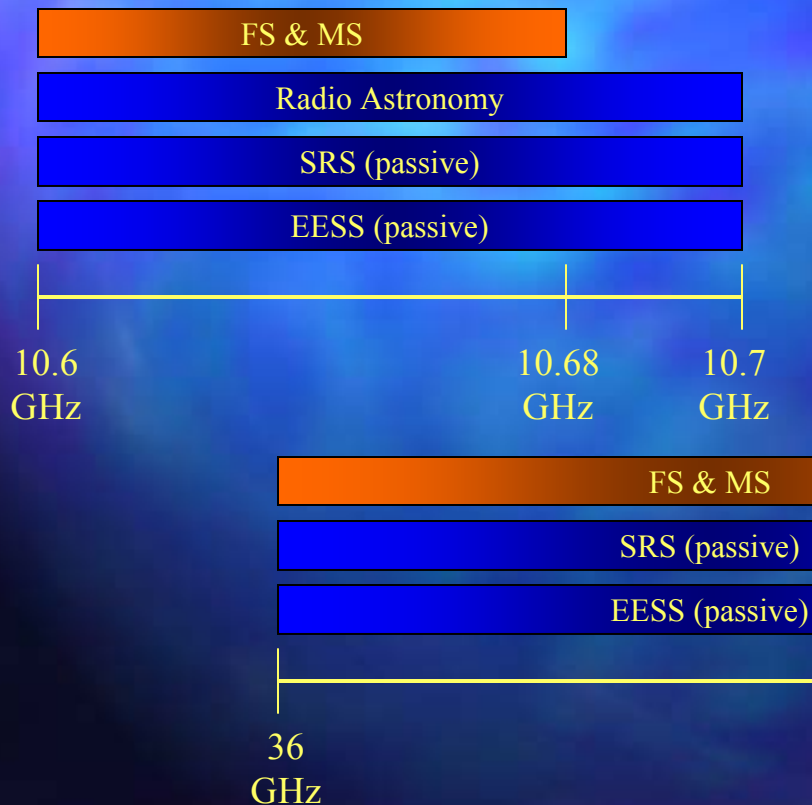 FS & MS
Radio Astronomy
SRS (passive)
EESS (passive)
10.6
GHz
10.68
GHz
10.7
GHz
FS & MS
SRS (passive)
EESS (passive)
36
GHz